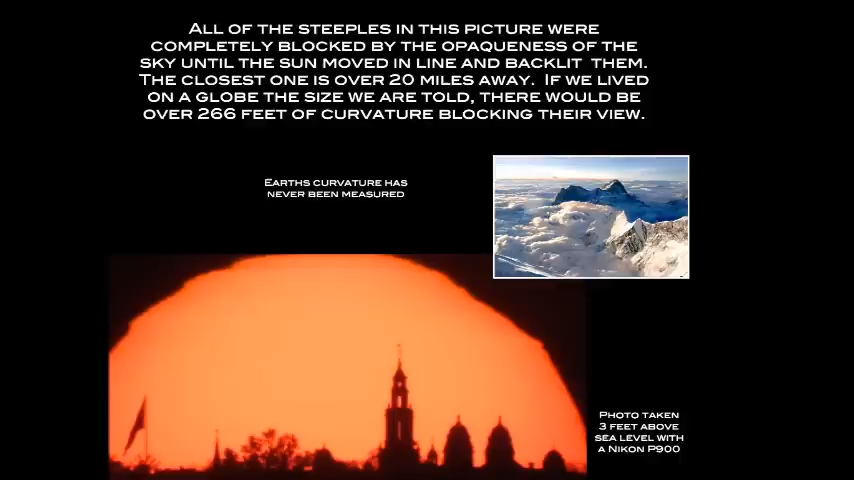 All of the steeples in this picture were
completely blocked by the opaqueness of the
sky until the sun moved in line and backlit them.
The closest one is over 20 miles away. If we lived
on a globe the size we are told, there would be
over 266 feet of curvature blocking their view.
Earths curvature has
never been measured
Photo taken
3 feet above
sea level with
a Nikon P900